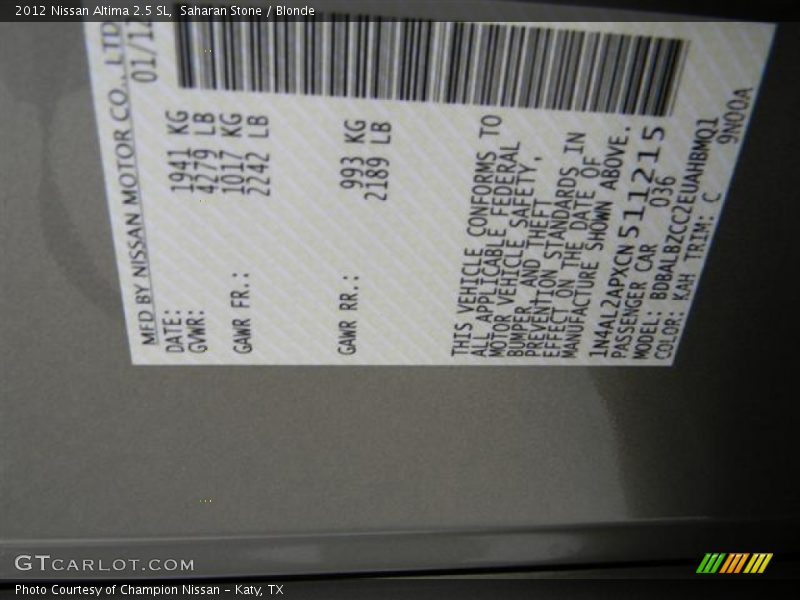 2012 Nissan Altima 2.5 SL, Saharan Stone / Blonde
MFD BY NISSAN MOTOR CO., LTD
DATE: 01/12
GVWR: 1941 KG
4279 LB
GAWR FR.: 1017 KG
2242 LB
GAWR RR.: 993 KG
2189 LB
THIS VEHICLE CONFORMS TO
ALL APPLICABLE FEDERAL
MOTOR VEHICLE SAFETY,
BUMPER, AND THEFT
PREVENTION STANDARDS IN
EFFECT ON THE DATE OF
MANUFACTURE SHOWN ABOVE.
1N4AL2APXCN511215
PASSENGER CAR 036
MODEL: BDBALBZCC2EUAHBMQ1
COLOR: KAH TRIM: C 9N00A
GTCARLOT.COM
Photo Courtesy of Champion Nissan - Katy, TX